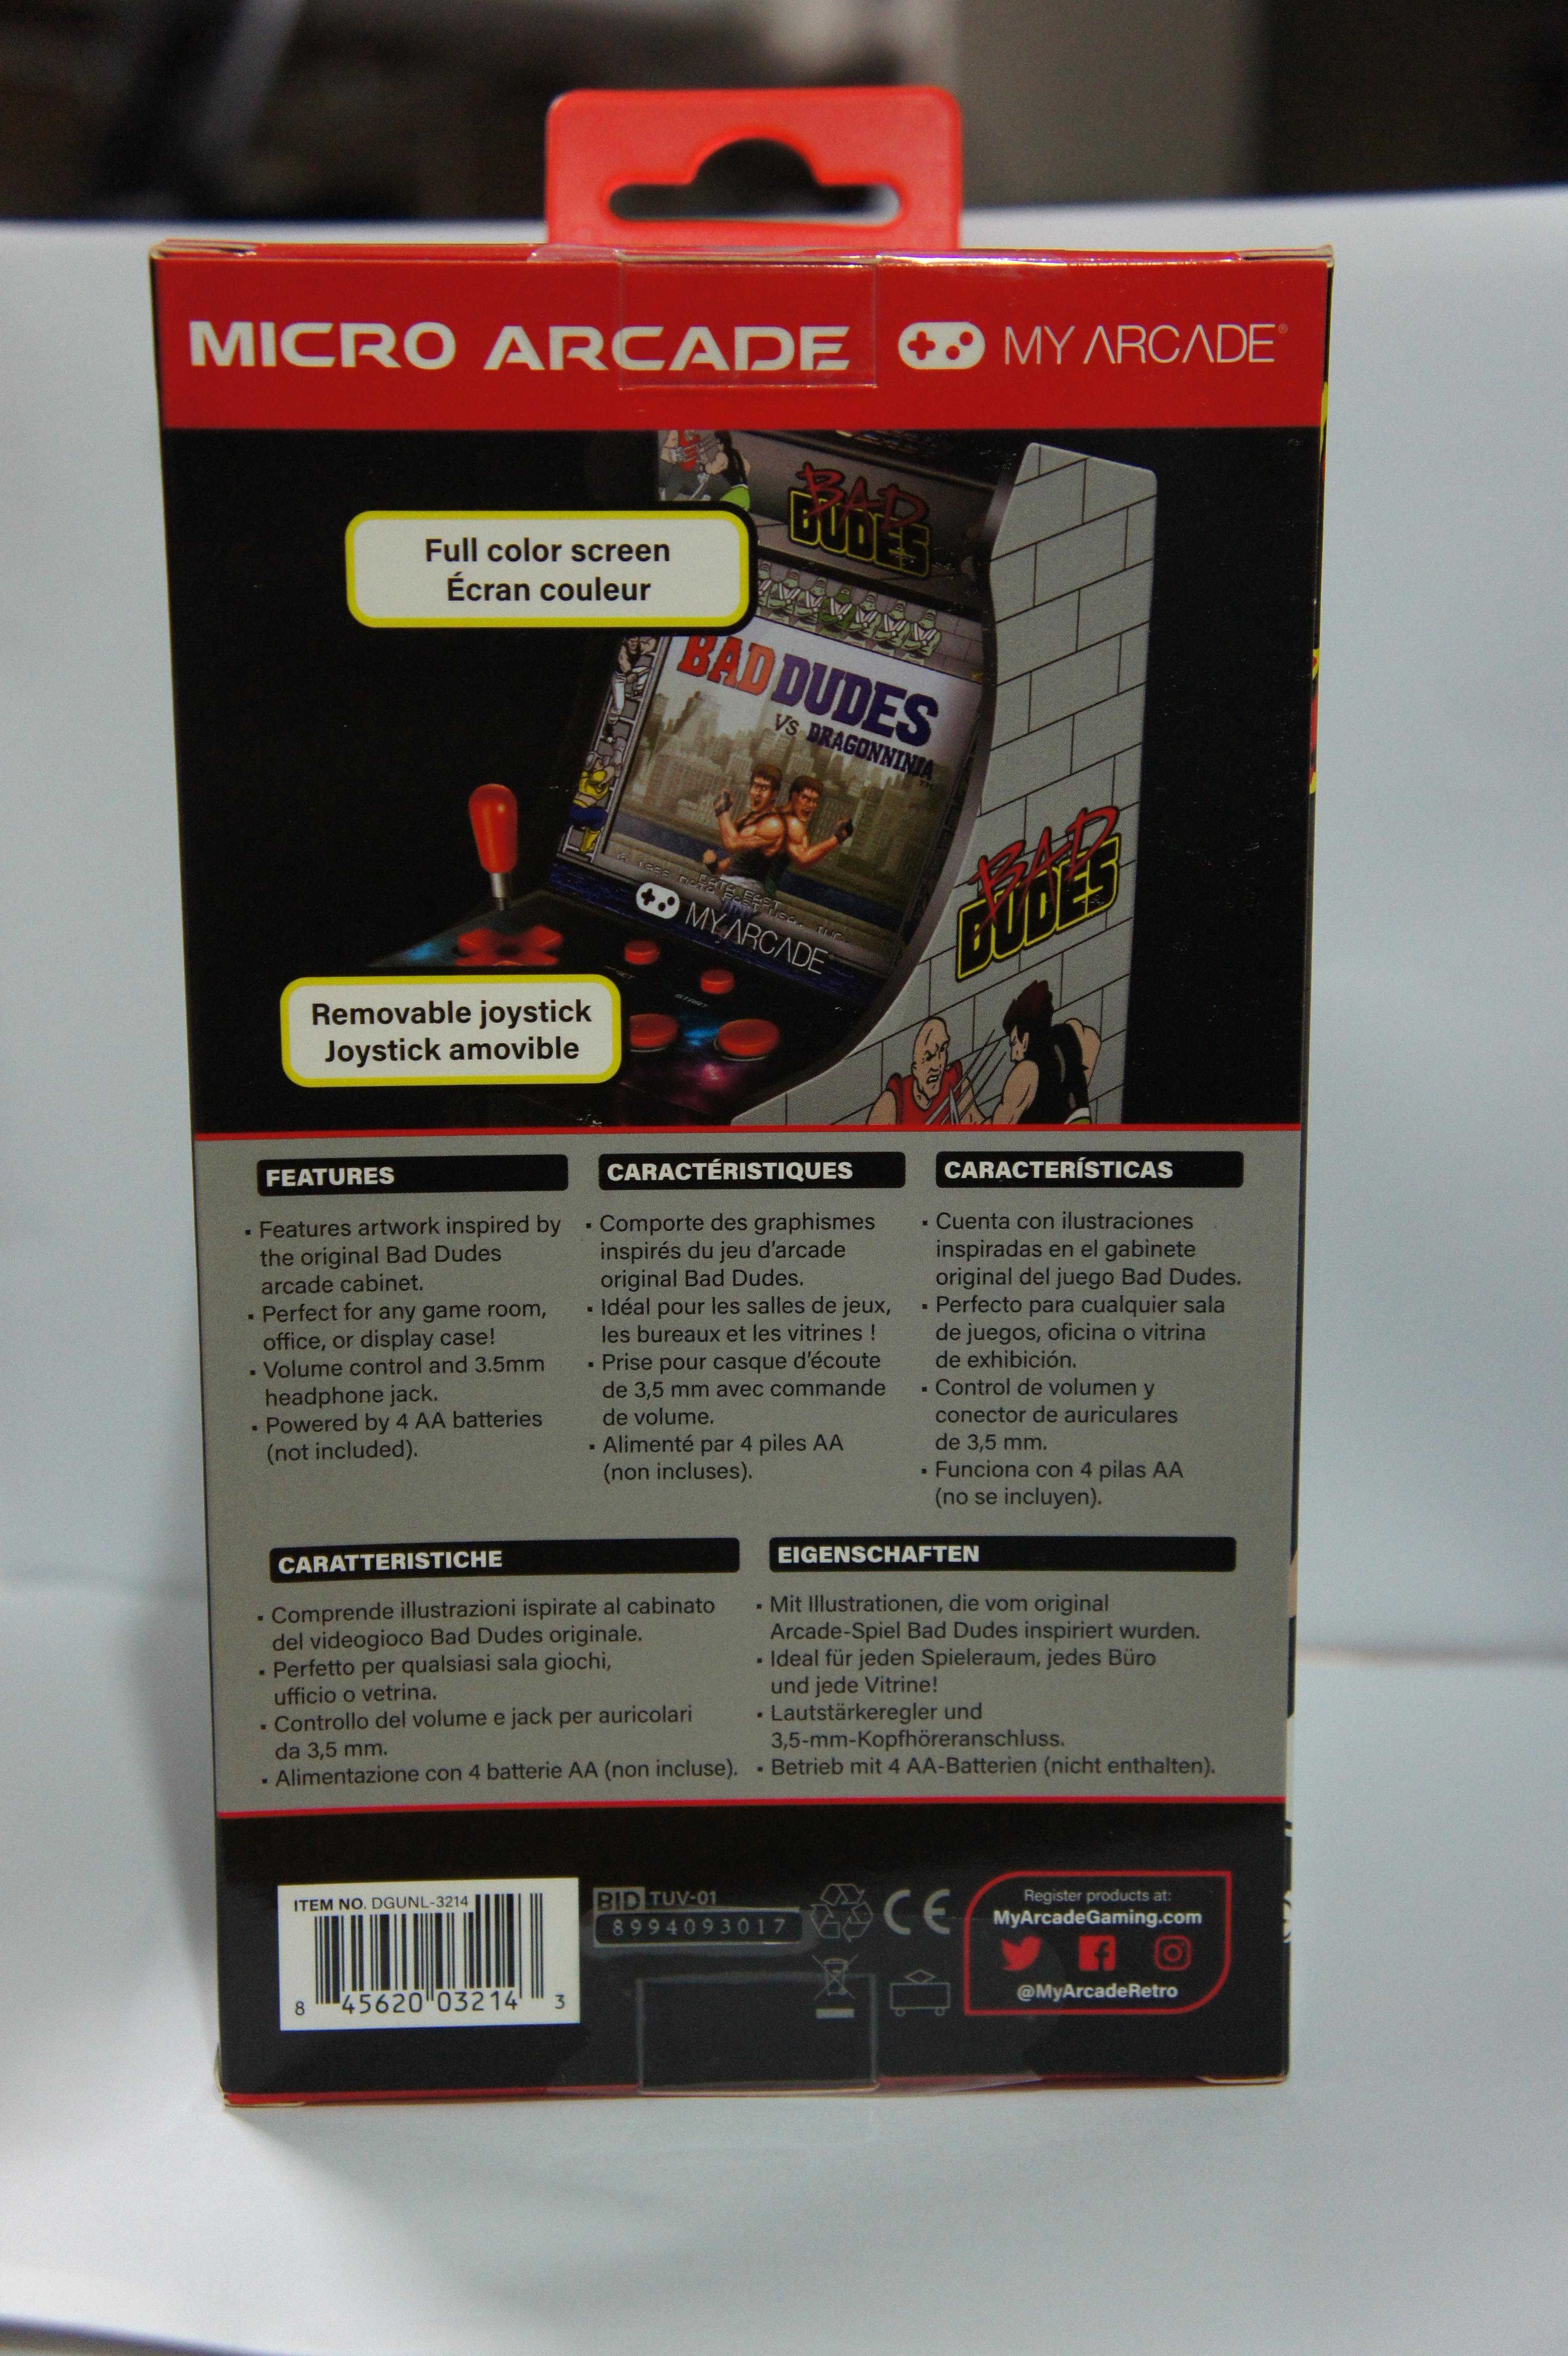 MICRO ARCADE
MY ARCADE®
BAD
DUDES
Full color screen
Écran couleur
BAD DUDES
VS DRAGONNINJA
MY ARCADE
BAD
DUDES
START
Removable joystick
Joystick amovible
FEATURES
▪ Features artwork inspired by
the original Bad Dudes
arcade cabinet.
▪ Perfect for any game room,
office, or display case!
▪ Volume control and 3.5mm
headphone jack.
▪ Powered by 4 AA batteries
(not included).
CARACTÉRISTIQUES
▪ Comporte des graphismes
inspirés du jeu d'arcade
original Bad Dudes.
▪ Idéal pour les salles de jeux,
les bureaux et les vitrines !
▪ Prise pour casque d'écoute
de 3,5 mm avec commande
de volume.
▪ Alimenté par 4 piles AA
(non incluses).
CARACTERÍSTICAS
▪ Cuenta con ilustraciones
inspiradas en el gabinete
original del juego Bad Dudes.
▪ Perfecto para cualquier sala
de juegos, oficina o vitrina
de exhibición.
▪ Control de volumen y
conector de auriculares
de 3,5 mm.
▪ Funciona con 4 pilas AA
(no se incluyen).
CARATTERISTICHE
▪ Comprende illustrazioni ispirate al cabinato
del videogioco Bad Dudes originale.
▪ Perfetto per qualsiasi sala giochi,
ufficio o vetrina.
▪ Controllo del volume e jack per auricolari
da 3,5 mm.
▪ Alimentazione con 4 batterie AA (non incluse).
EIGENSCHAFTEN
▪ Mit Illustrationen, die vom original
Arcade-Spiel Bad Dudes inspiriert wurden.
▪ Ideal für jeden Spieleraum, jedes Büro
und jede Vitrine!
▪ Lautstärkeregler und
3,5-mm-Kopfhöreranschluss.
▪ Betrieb mit 4 AA-Batterien (nicht enthalten).
ITEM NO. DGUNL-3214
8 45620 03214 3
BID TUV-01
8994093017
CE
Register products at:
MyArcadeGaming.com
@MyArcadeRetro